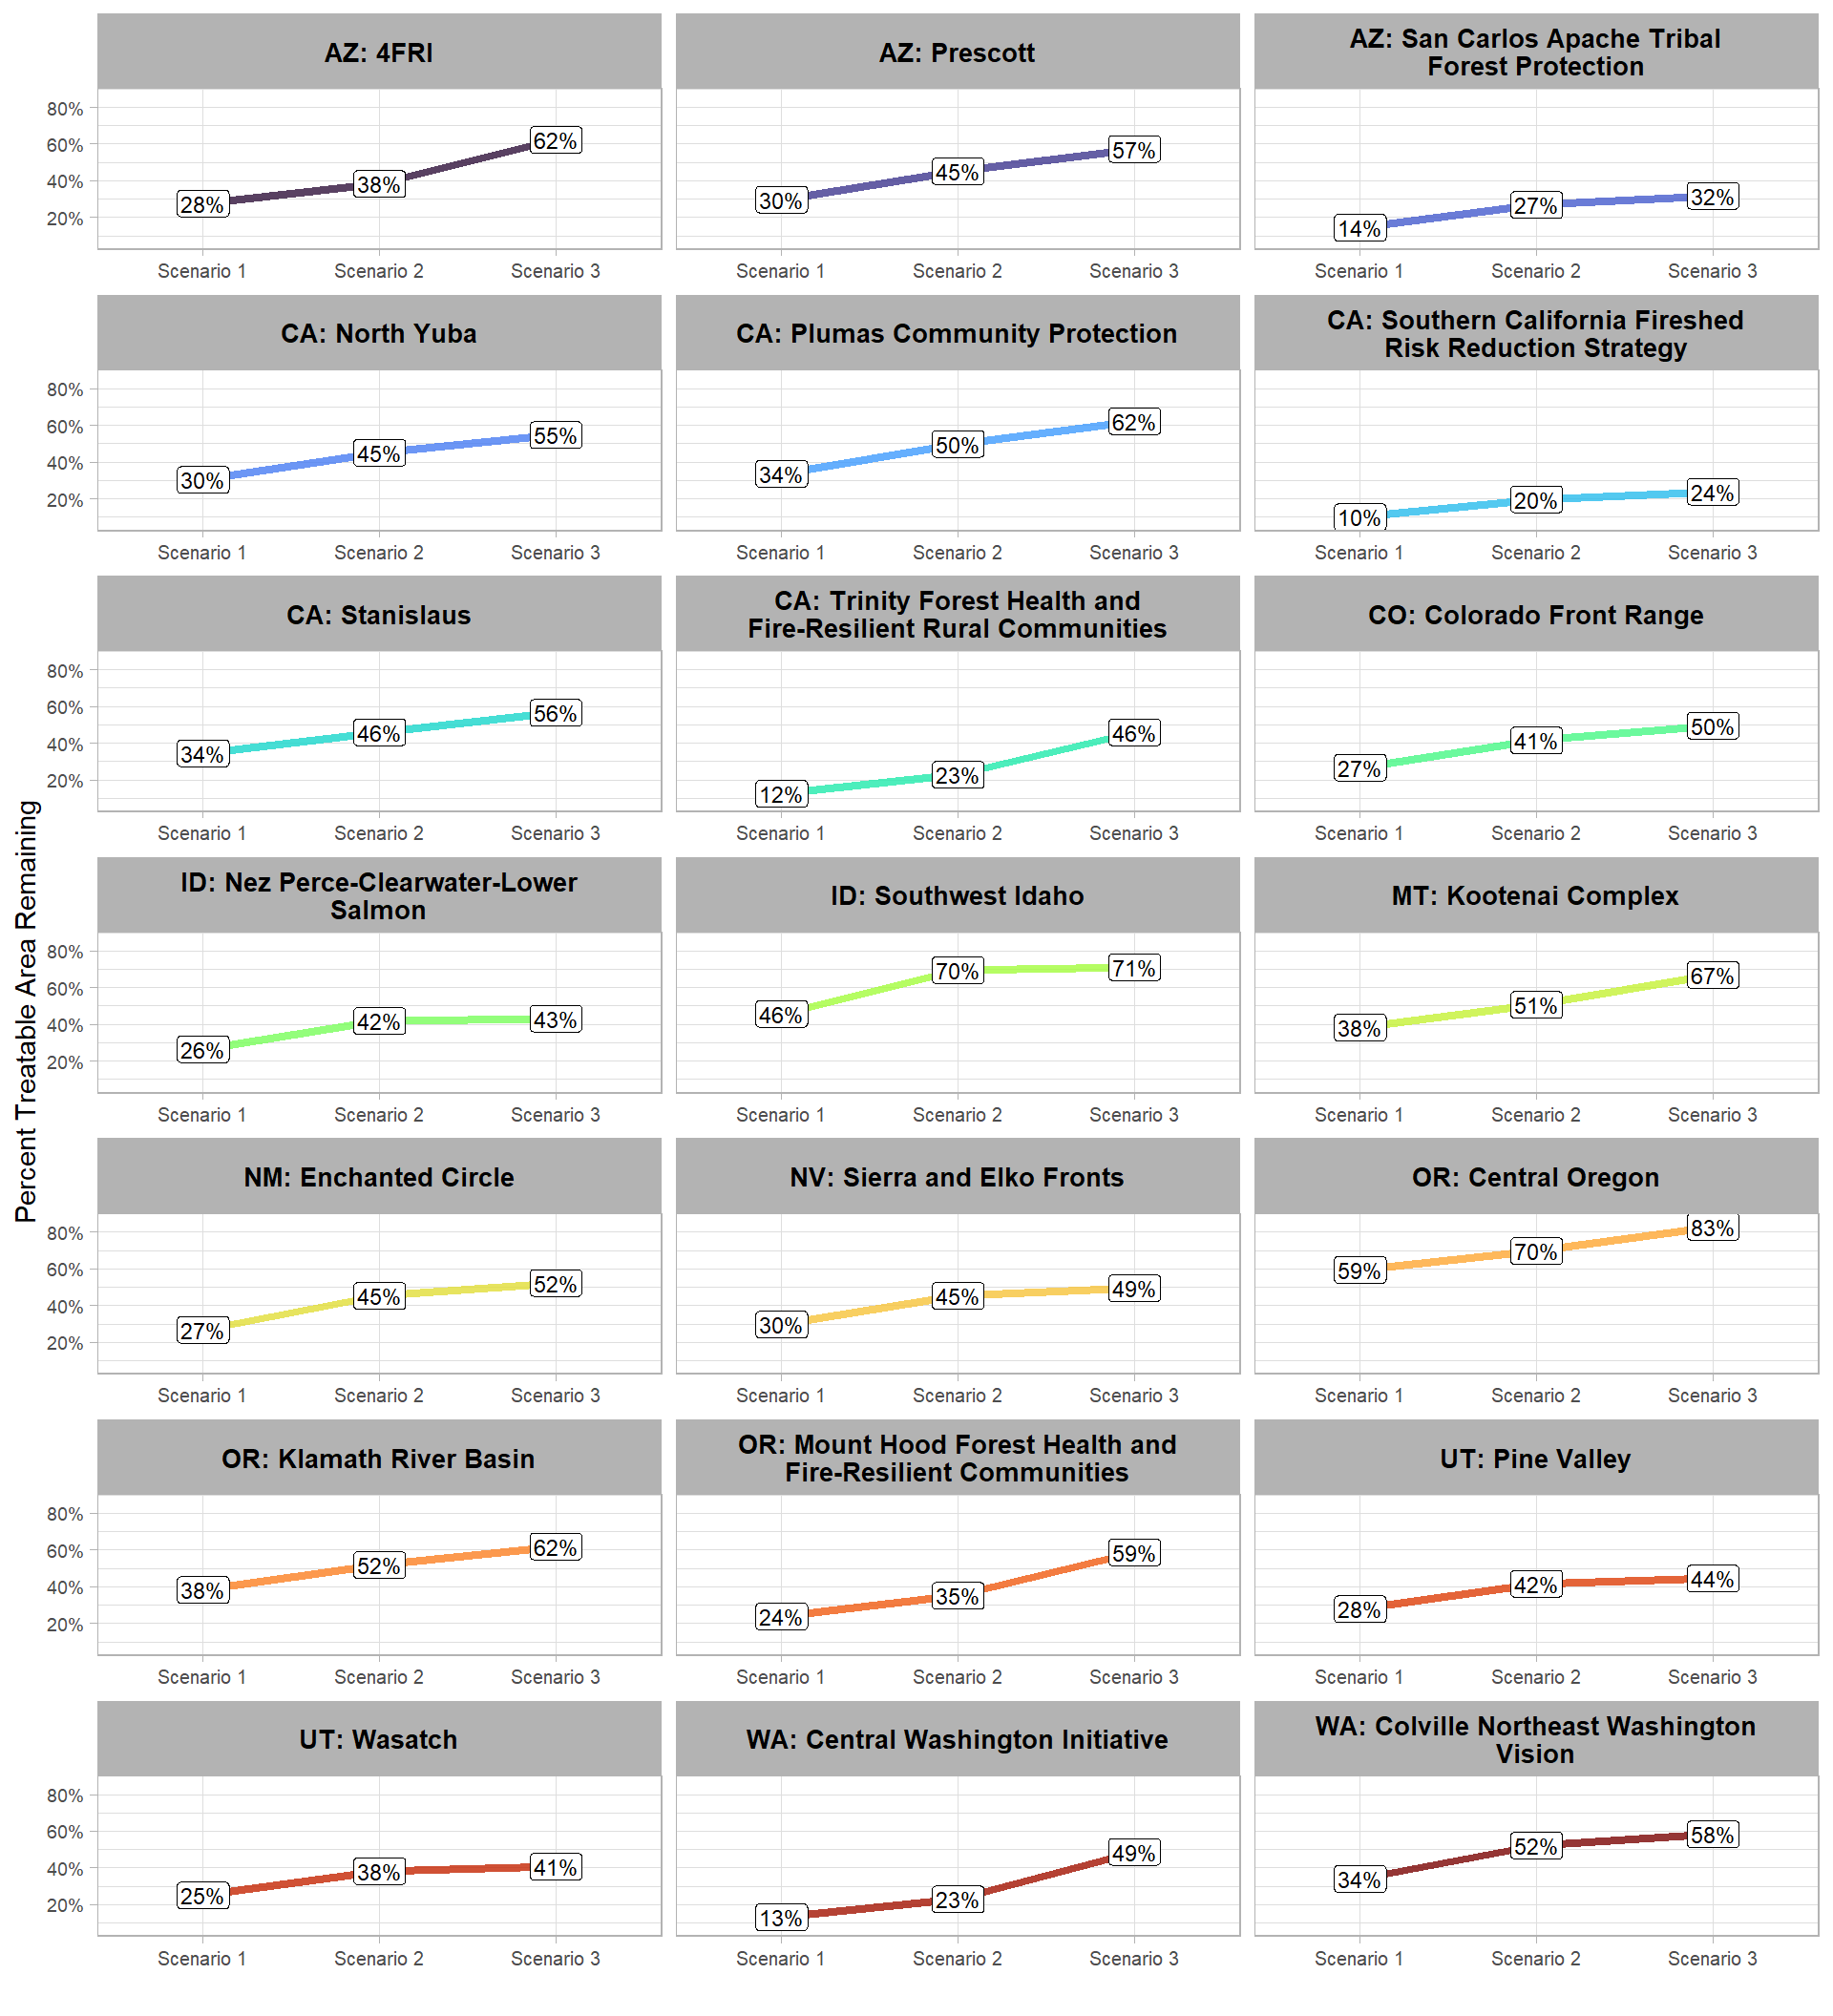 AZ: 4FRI
AZ: Prescott
AZ: San Carlos Apache Tribal
Forest Protection
80%
60%
40%
20%
28%
38%
62%
30%
45%
57%
14%
27%
32%
Scenario 1
Scenario 2
Scenario 3
Scenario 1
Scenario 2
Scenario 3
Scenario 1
Scenario 2
Scenario 3
CA: North Yuba
CA: Plumas Community Protection
CA: Southern California Fireshed
Risk Reduction Strategy
80%
60%
40%
20%
30%
45%
55%
34%
50%
62%
10%
20%
24%
Scenario 1
Scenario 2
Scenario 3
Scenario 1
Scenario 2
Scenario 3
Scenario 1
Scenario 2
Scenario 3
CA: Stanislaus
CA: Trinity Forest Health and
Fire-Resilient Rural Communities
CO: Colorado Front Range
80%
60%
40%
20%
34%
46%
56%
12%
23%
46%
27%
41%
50%
Scenario 1
Scenario 2
Scenario 3
Scenario 1
Scenario 2
Scenario 3
Scenario 1
Scenario 2
Scenario 3
Percent Treatable Area Remaining
ID: Nez Perce-Clearwater-Lower
Salmon
ID: Southwest Idaho
MT: Kootenai Complex
80%
60%
40%
20%
26%
42%
43%
46%
70%
71%
38%
51%
67%
Scenario 1
Scenario 2
Scenario 3
Scenario 1
Scenario 2
Scenario 3
Scenario 1
Scenario 2
Scenario 3
NM: Enchanted Circle
NV: Sierra and Elko Fronts
OR: Central Oregon
80%
60%
40%
20%
27%
45%
52%
30%
45%
49%
59%
70%
83%
Scenario 1
Scenario 2
Scenario 3
Scenario 1
Scenario 2
Scenario 3
Scenario 1
Scenario 2
Scenario 3
OR: Klamath River Basin
OR: Mount Hood Forest Health and
Fire-Resilient Communities
UT: Pine Valley
80%
60%
40%
20%
38%
52%
62%
24%
35%
59%
28%
42%
44%
Scenario 1
Scenario 2
Scenario 3
Scenario 1
Scenario 2
Scenario 3
Scenario 1
Scenario 2
Scenario 3
UT: Wasatch
WA: Central Washington Initiative
WA: Colville Northeast Washington
Vision
80%
60%
40%
20%
25%
38%
41%
13%
23%
49%
34%
52%
58%
Scenario 1
Scenario 2
Scenario 3
Scenario 1
Scenario 2
Scenario 3
Scenario 1
Scenario 2
Scenario 3